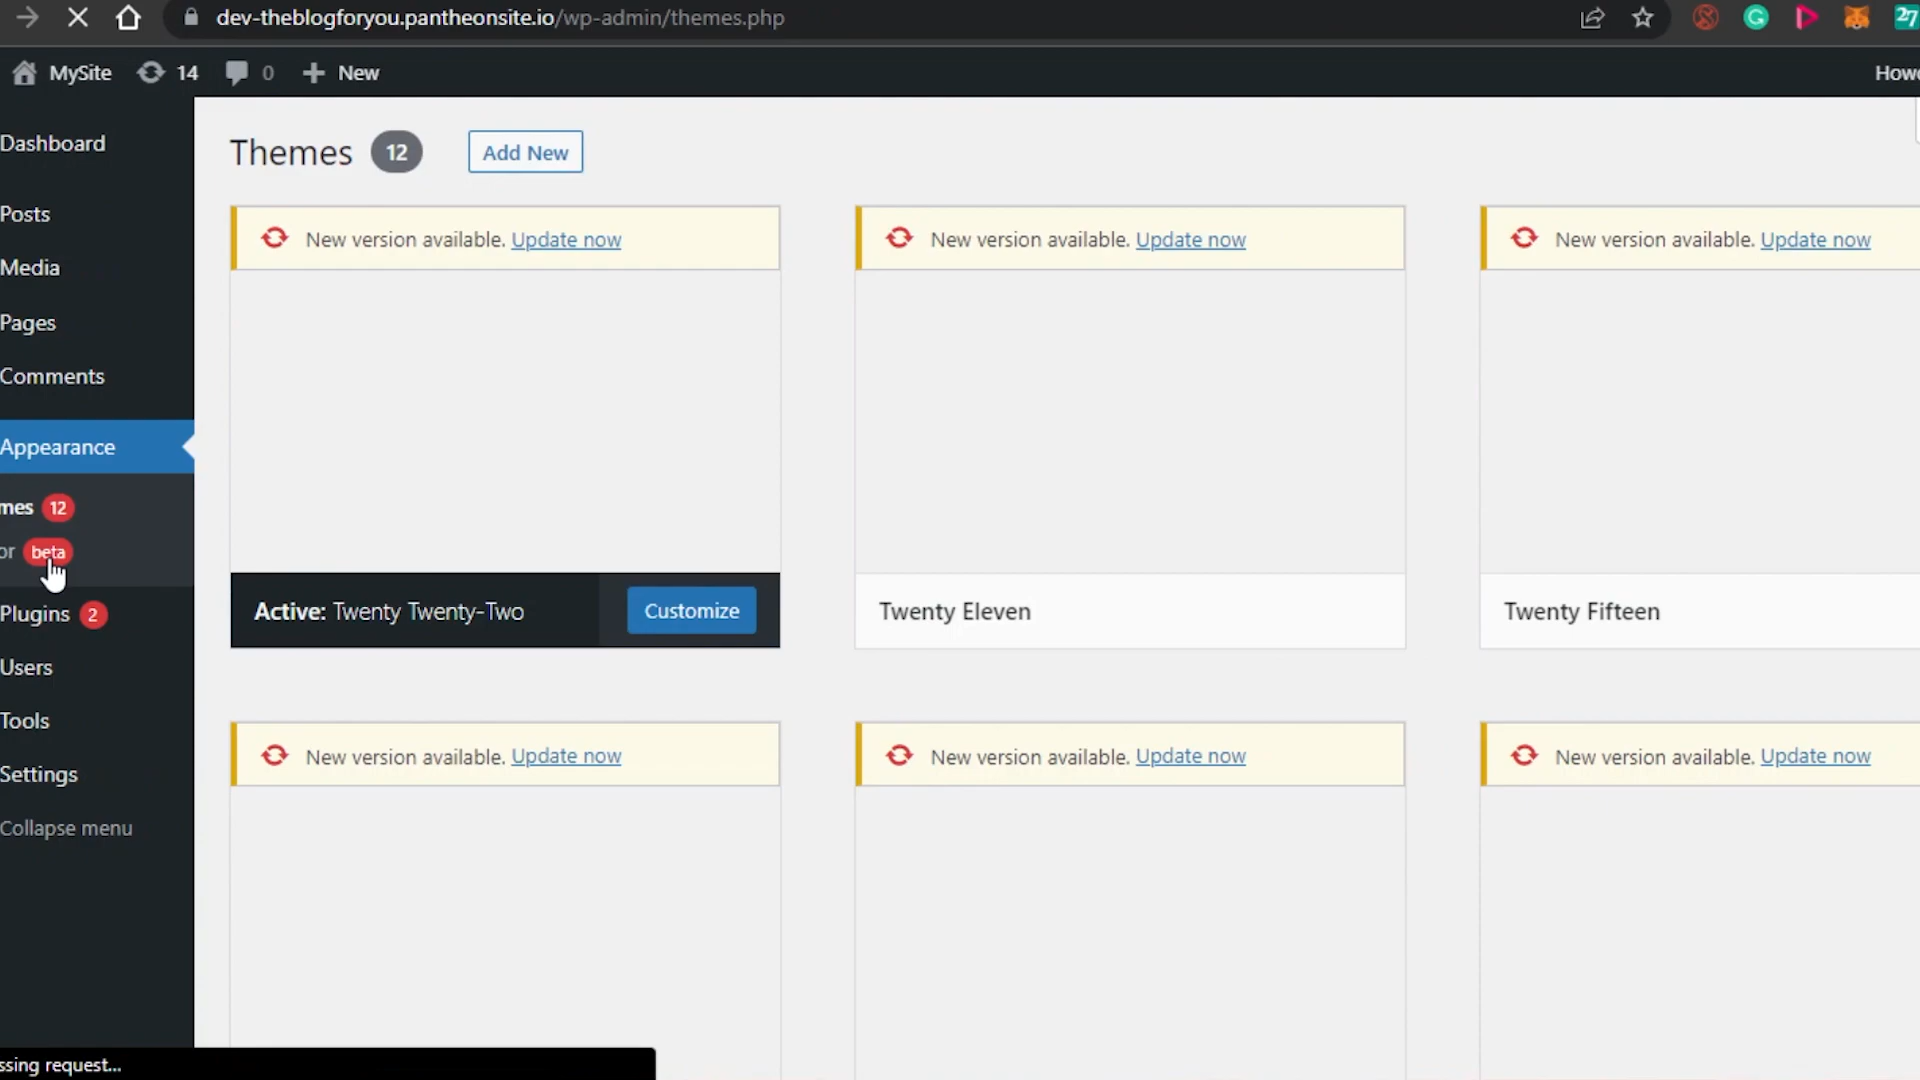 dev-theblogforyou.pantheonsite.io/wp-admin/themes.php
27
MySite 14 0 New
Howd
Dashboard
Posts
Media
Pages
Comments
Appearance
mes 12
or beta
Plugins 2
Users
Tools
Settings
Collapse menu
Themes 12 Add New
New version available. Update now
New version available. Update now
New version available. Update now
Active: Twenty Twenty-Two Customize
Twenty Eleven
Twenty Fifteen
New version available. Update now
New version available. Update now
New version available. Update now
ssing request...